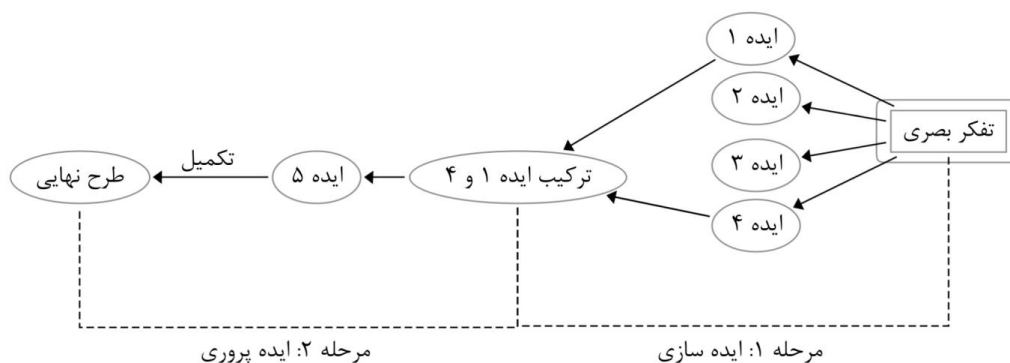 ایده ۱
ایده ۲
تفکر بصری
ایده ۳
ایده ۴
ترکیب ایده ۱ و ۴
ایده ۵
تکمیل
طرح نهایی
مرحله ۱: ایده سازی
مرحله ۲: ایده پروری